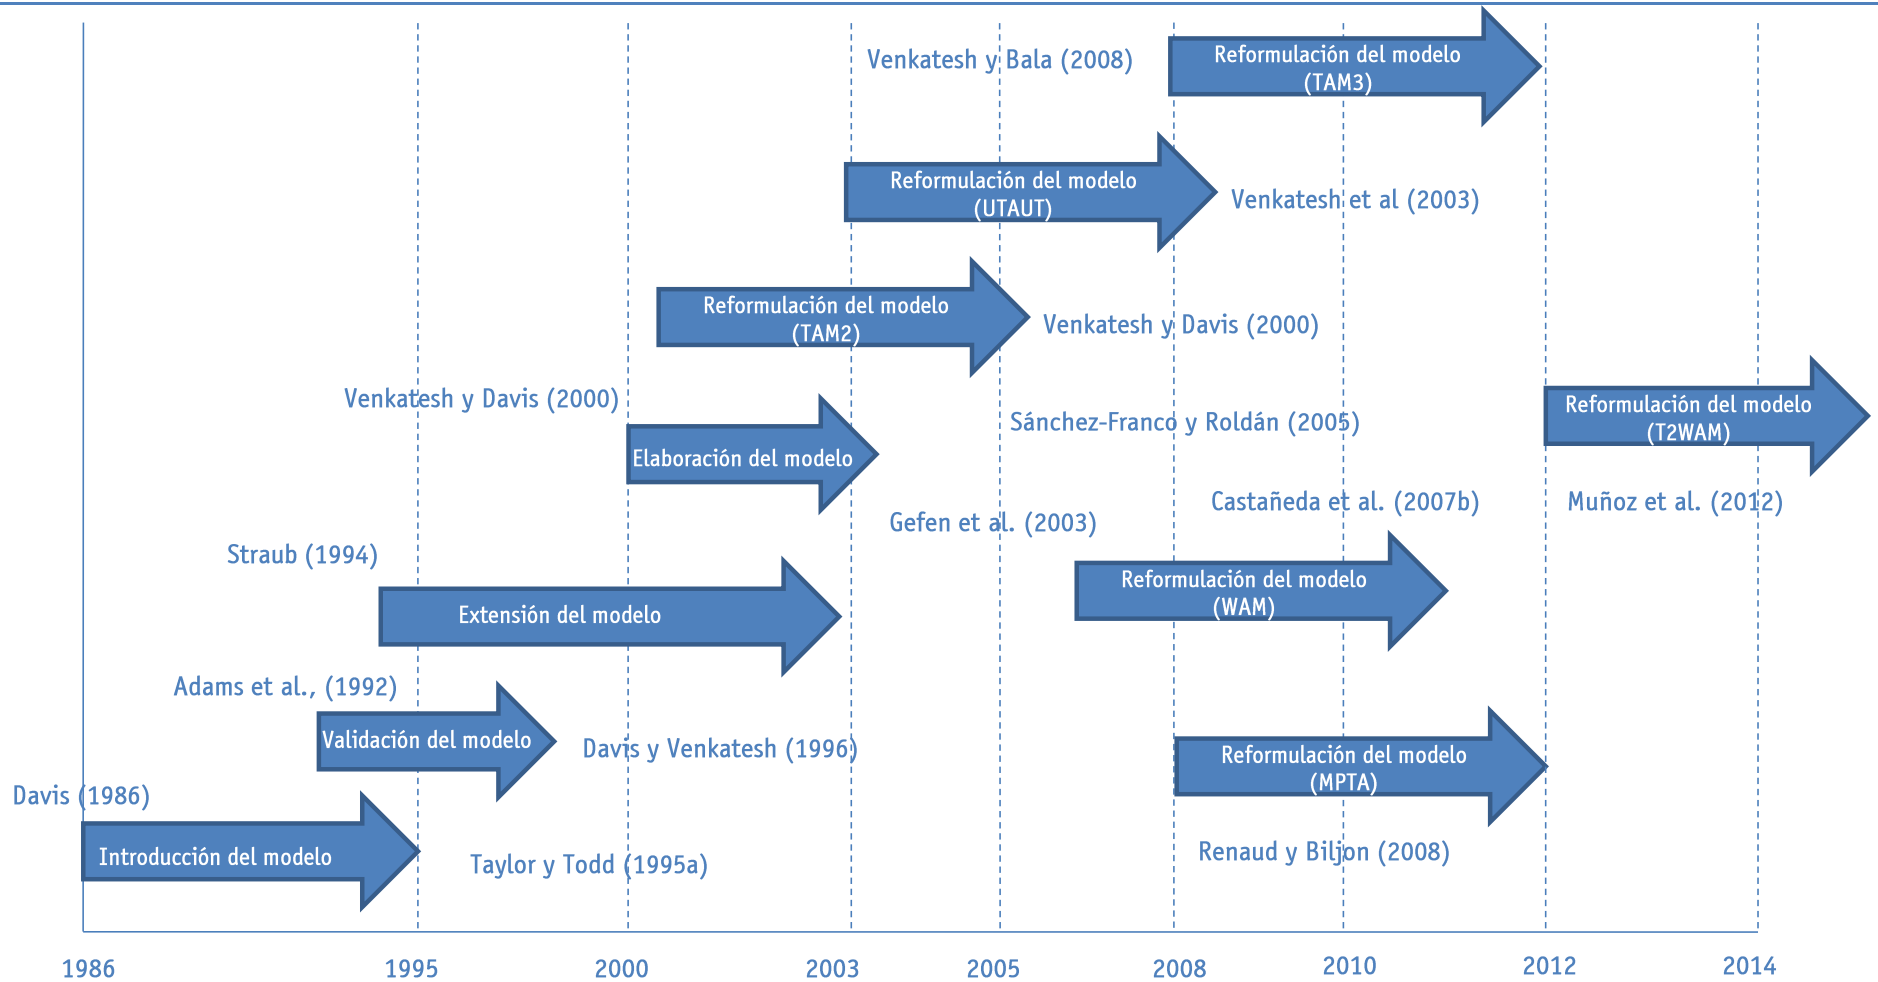 Venkatesh y Bala (2008)
Reformulación del modelo
(TAM3)
Reformulación del modelo
(UTAUT)
Venkatesh et al (2003)
Reformulación del modelo
(TAM2)
Venkatesh y Davis (2000)
Venkatesh y Davis (2000)
Elaboración del modelo
Sánchez-Franco y Roldán (2005)
Reformulación del modelo
(T2WAM)
Gefen et al. (2003)
Castañeda et al. (2007b)
Muñoz et al. (2012)
Straub (1994)
Extensión del modelo
Reformulación del modelo
(WAM)
Adams et al., (1992)
Validación del modelo
Davis y Venkatesh (1996)
Reformulación del modelo
(MPTA)
Davis (1986)
Introducción del modelo
Taylor y Todd (1995a)
Renaud y Biljon (2008)
1986 1995 2000 2003 2005 2008 2010 2012 2014